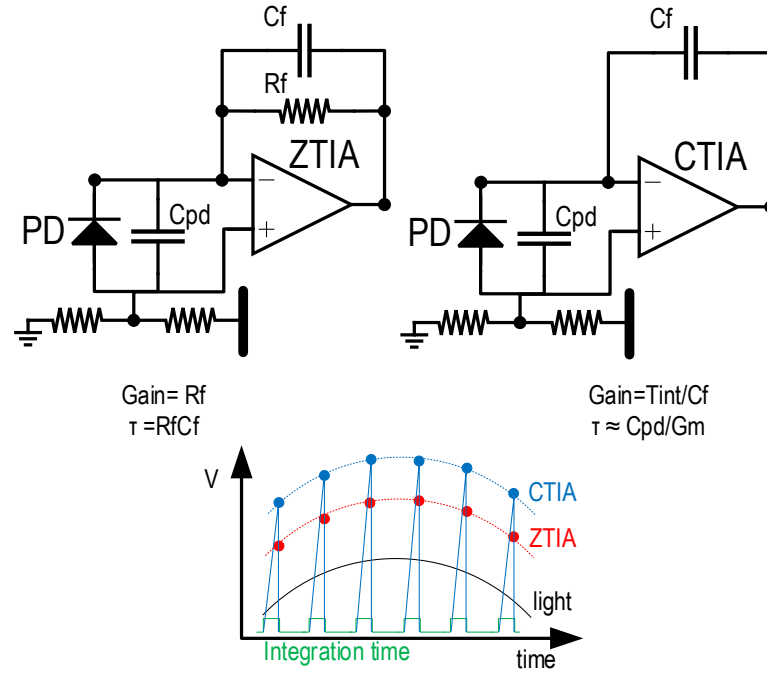 Cf
Rf
ZTIA
PD
Cpd
−
+
Gain= Rf
τ =RfCf
Cf
CTIA
PD
Cpd
−
+
Gain=Tint/Cf
τ ≈ Cpd/Gm
V
CTIA
ZTIA
light
Integration time
time